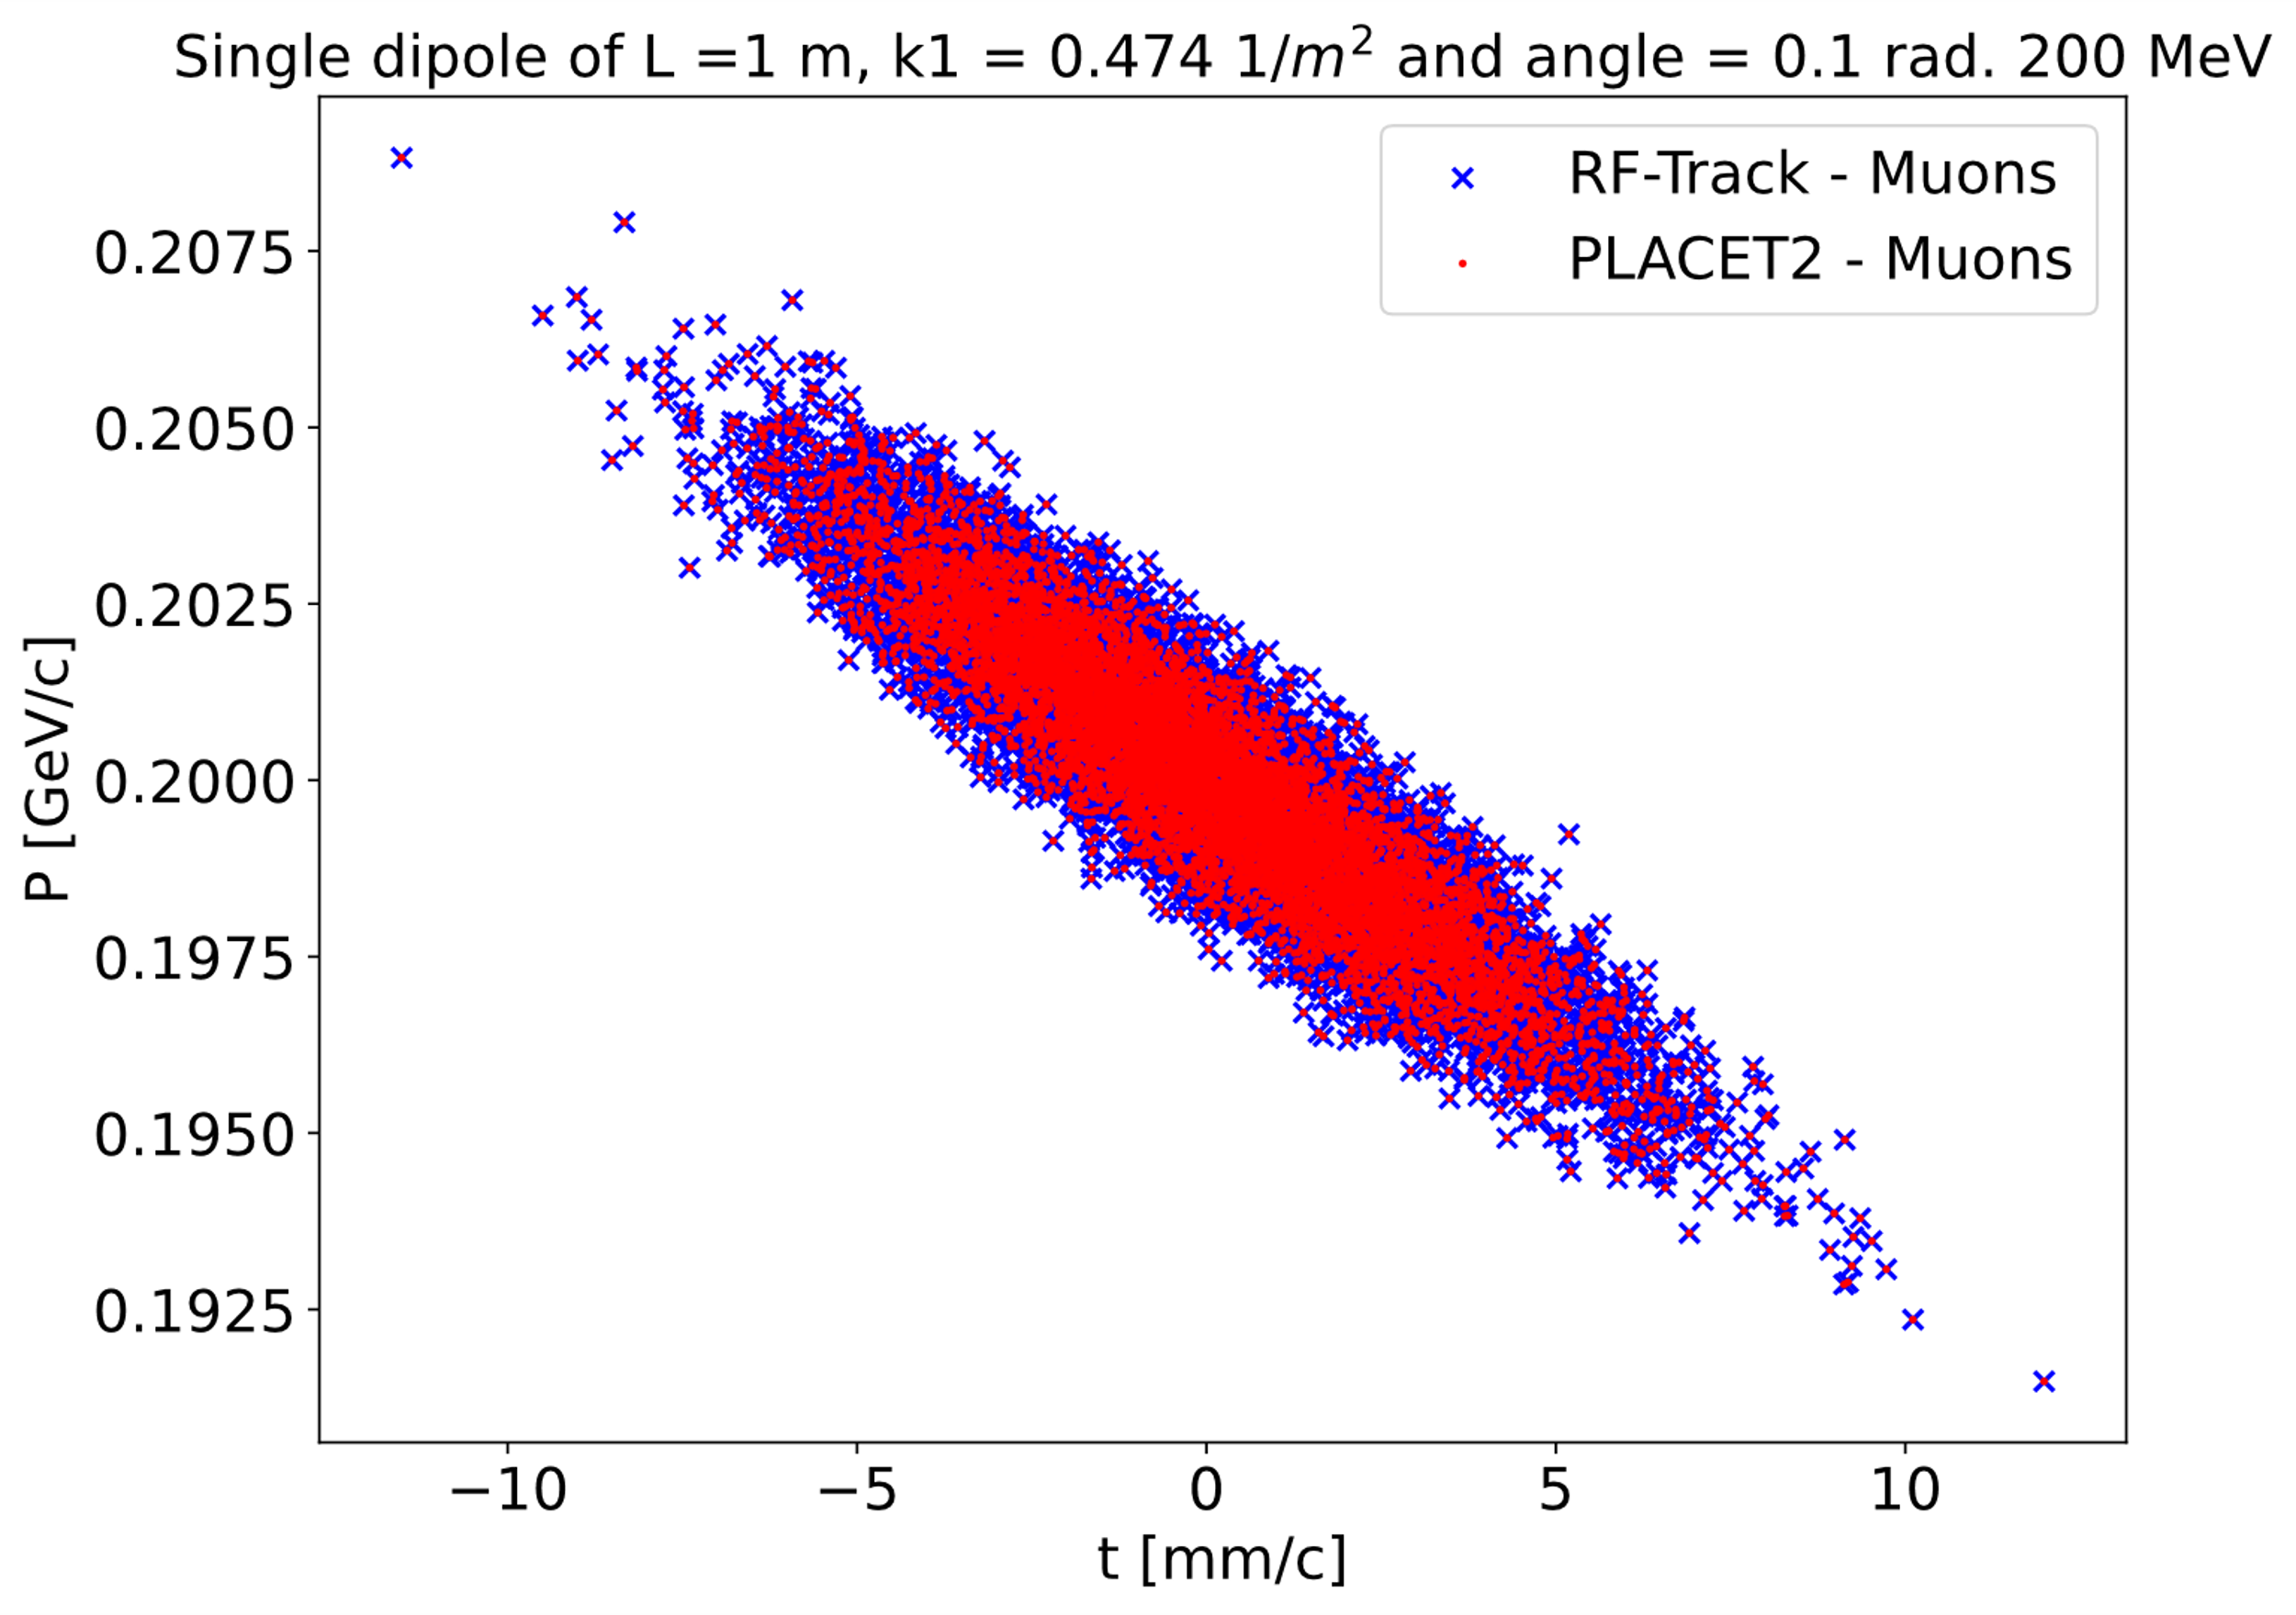 Single dipole of L =1 m, k1 = 0.474 1/m² and angle = 0.1 rad. 200 MeV
RF-Track - Muons
PLACET2 - Muons
0.2075
0.2050
0.2025
0.2000
0.1975
0.1950
0.1925
P [GeV/c]
−10
−5
0
5
10
t [mm/c]